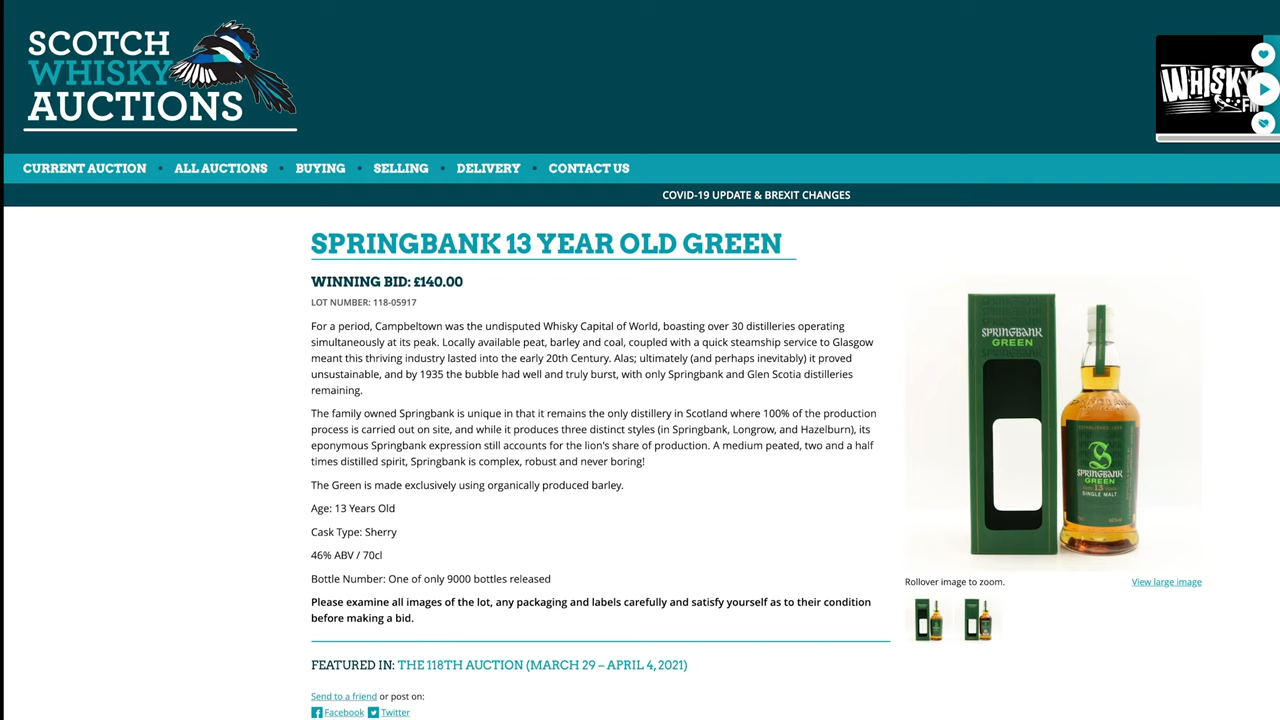 SCOTCH
WHISKY
AUCTIONS
WHISKY
FM
CURRENT AUCTION • ALL AUCTIONS • BUYING • SELLING • DELIVERY • CONTACT US
COVID-19 UPDATE & BREXIT CHANGES
SPRINGBANK 13 YEAR OLD GREEN
WINNING BID: £140.00
LOT NUMBER: 118-05917
For a period, Campbeltown was the undisputed Whisky Capital of World, boasting over 30 distilleries operating
simultaneously at its peak. Locally available peat, barley and coal, coupled with a quick steamship service to Glasgow
meant this thriving industry lasted into the early 20th Century. Alas; ultimately (and perhaps inevitably) it proved
unsustainable, and by 1935 the bubble had well and truly burst, with only Springbank and Glen Scotia distilleries
remaining.
The family owned Springbank is unique in that it remains the only distillery in Scotland where 100% of the production
process is carried out on site, and while it produces three distinct styles (in Springbank, Longrow, and Hazelburn), its
eponymous Springbank expression still accounts for the lion's share of production. A medium peated, two and a half
times distilled spirit, Springbank is complex, robust and never boring!
The Green is made exclusively using organically produced barley.
Age: 13 Years Old
Cask Type: Sherry
46% ABV / 70cl
Bottle Number: One of only 9000 bottles released
Please examine all images of the lot, any packaging and labels carefully and satisfy yourself as to their condition
before making a bid.
FEATURED IN: THE 118TH AUCTION (MARCH 29 – APRIL 4, 2021)
Send to a friend or post on:
Facebook Twitter
SPRINGBANK
GREEN
S
SPRINGBANK
GREEN
AGED 13 YEARS
SINGLE MALT
Rollover image to zoom.
View large image